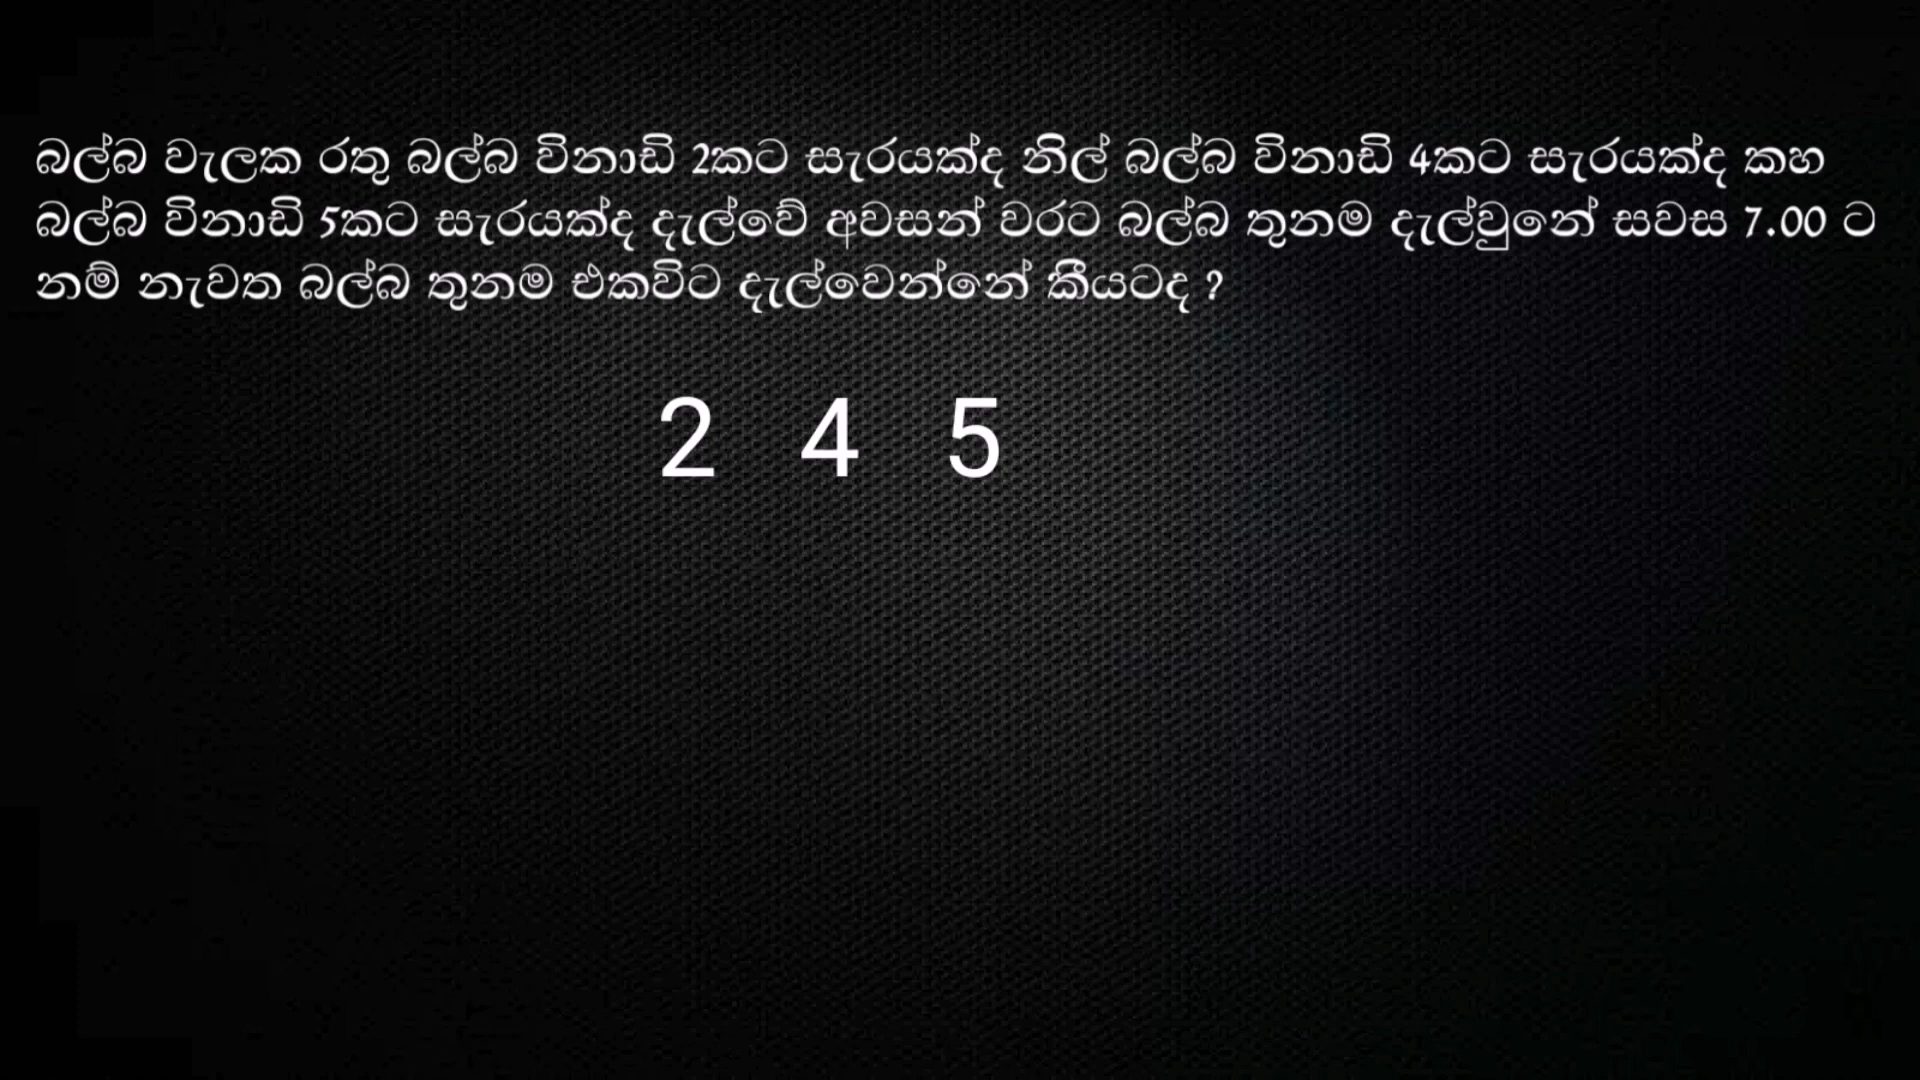 බල්බ වැලක රතු බල්බ විනාඩි 2කට සැරයක්ද නිල් බල්බ විනාඩි 4කට සැරයක්ද කහ
බල්බ විනාඩි 5කට සැරයක්ද දැල්වේ අවසන් වරට බල්බ තුනම දැල්වුනේ සවස 7.00 ට
නම් නැවත බල්බ තුනම එකවිට දැල්වෙන්නේ කීයටද ?
2 4 5